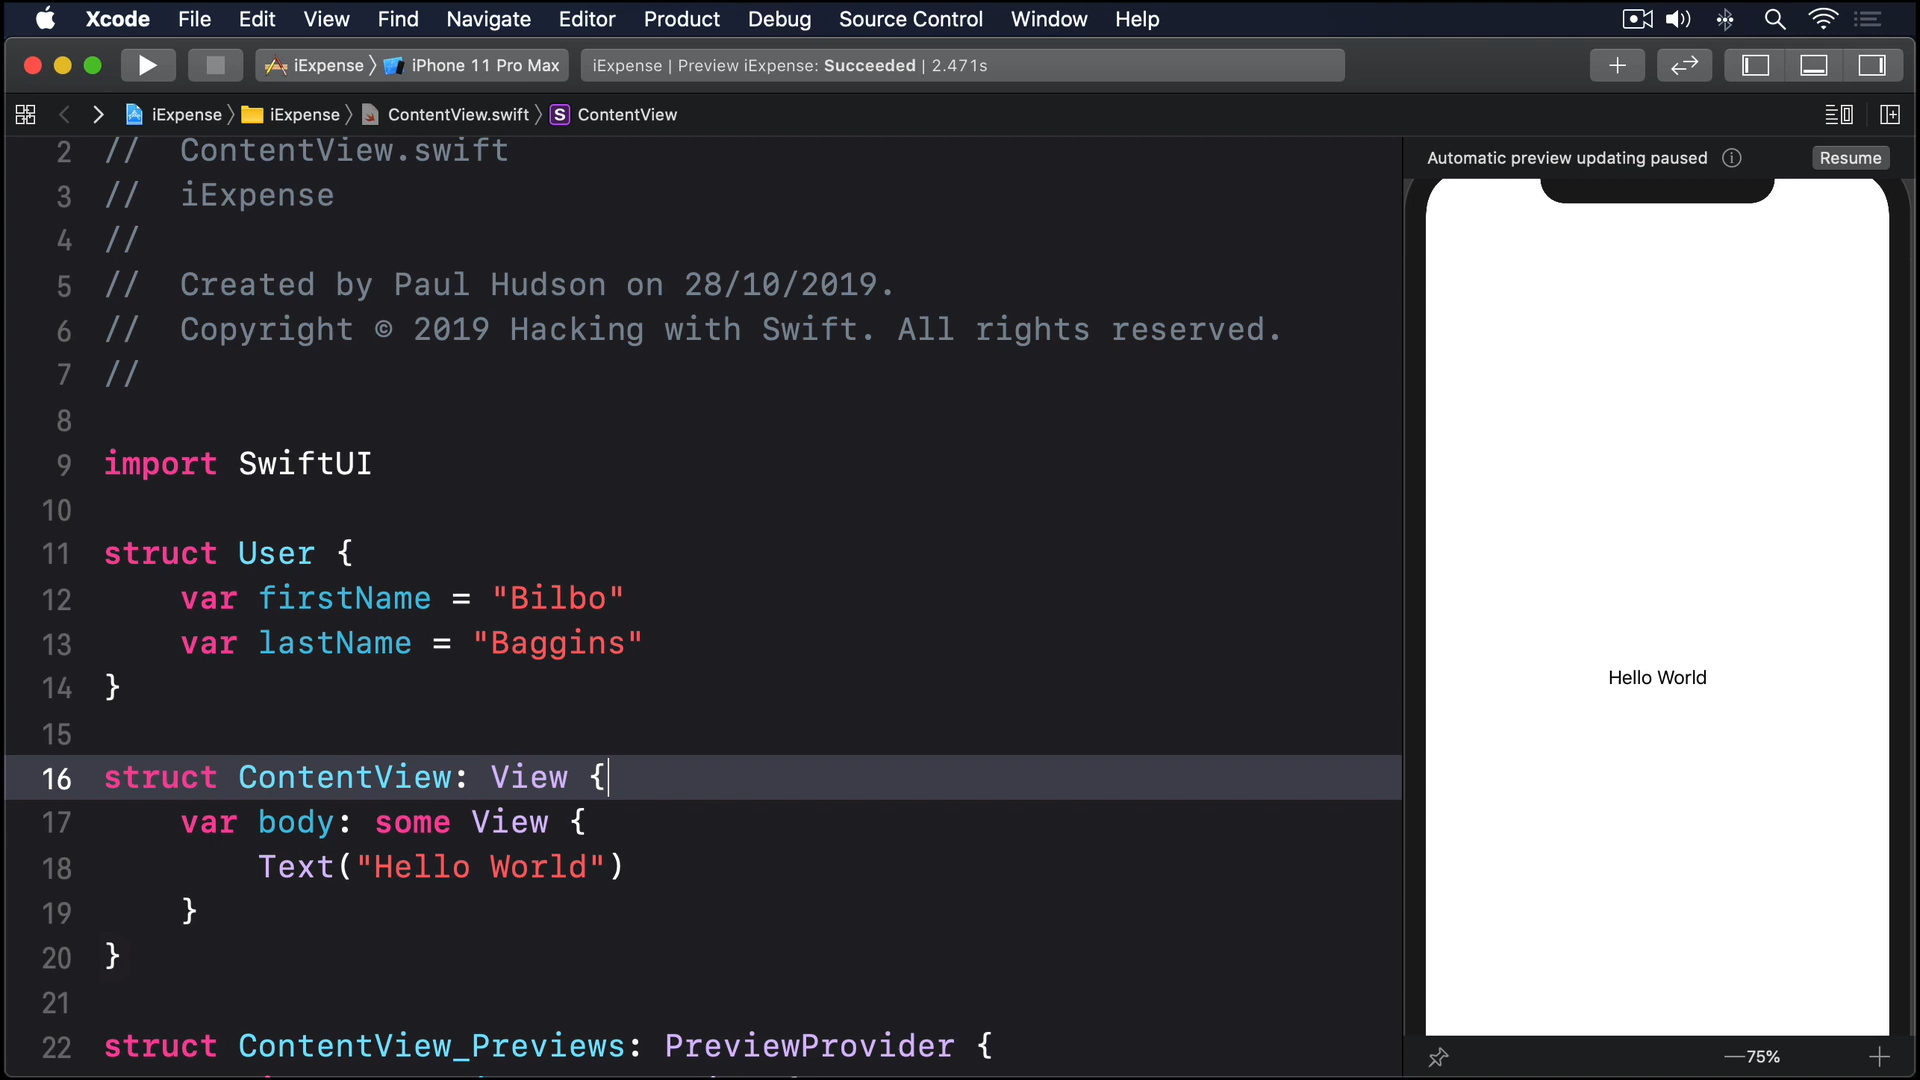 Xcode File Edit View Find Navigate Editor Product Debug Source Control Window Help
iExpense iPhone 11 Pro Max iExpense | Preview iExpense: Succeeded | 2.471s
iExpense iExpense ContentView.swift S ContentView
Automatic preview updating paused Resume
2 // ContentView.swift
3 // iExpense
4 //
5 // Created by Paul Hudson on 28/10/2019.
6 // Copyright © 2019 Hacking with Swift. All rights reserved.
7 //
8
9 import SwiftUI
10
11 struct User {
12 var firstName = "Bilbo"
13 var lastName = "Baggins"
14 }
15
16 struct ContentView: View {
17 var body: some View {
18 Text("Hello World")
19 }
20 }
21
22 struct ContentView_Previews: PreviewProvider {
Hello World
75%